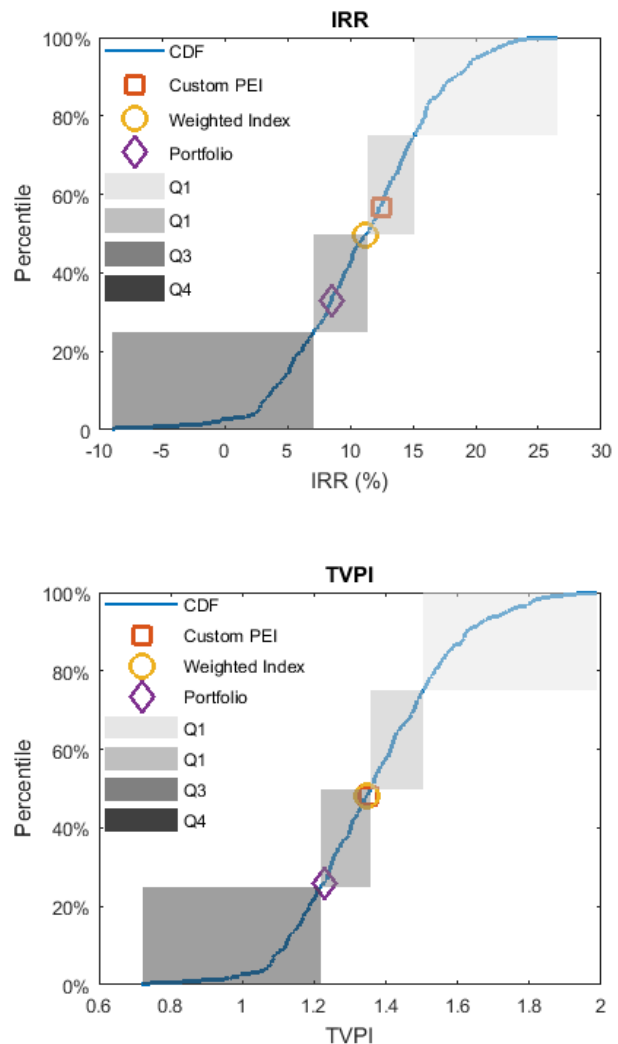 IRR
100%
80%
60%
40%
20%
0
Percentile
CDF
Custom PEI
Weighted Index
Portfolio
Q1
Q1
Q3
Q4
-10 -5 0 5 10 15 20 25 30
IRR (%)
TVPI
100%
80%
60%
40%
20%
0%
Percentile
CDF
Custom PEI
Weighted Index
Portfolio
Q1
Q1
Q3
Q4
0.6 0.8 1 1.2 1.4 1.6 1.8 2
TVPI